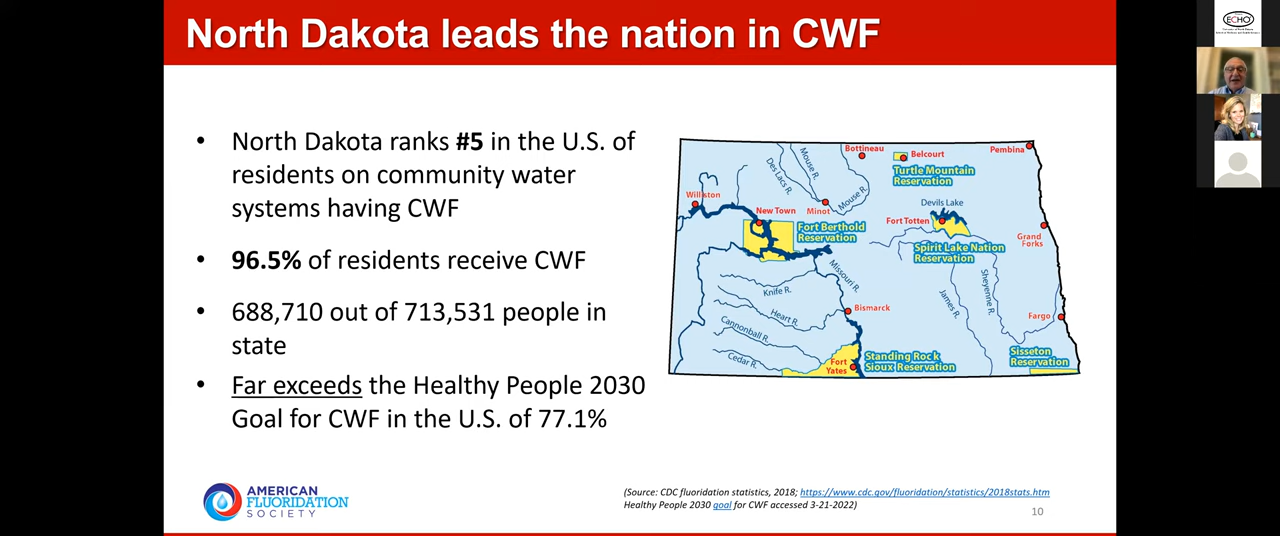 North Dakota leads the nation in CWF
• North Dakota ranks #5 in the U.S. of
residents on community water
systems having CWF
• 96.5% of residents receive CWF
• 688,710 out of 713,531 people in
state
• Far exceeds the Healthy People 2030
Goal for CWF in the U.S. of 77.1%
Bottineau
Belcourt
Pembina
Turtle Mountain
Reservation
Des Lacs R.
Mouse R.
Mouse R.
Williston
New Town
Minot
Devils Lake
Fort Totten
Grand
Forks
Fort Berthold
Reservation
Spirit Lake Nation
Reservation
Missouri R.
Knife R.
Heart R.
Cannonball R.
Cedar R.
James R.
Sheyenne R.
Bismarck
Fargo
Fort
Yates
Standing Rock
Sioux Reservation
Sisseton
Reservation
AMERICAN
FLUORIDATION
SOCIETY
(Source: CDC fluoridation statistics, 2018; https://www.cdc.gov/fluoridation/statistics/2018stats.htm
Healthy People 2030 goal for CWF accessed 3-21-2022)
10
ECHO